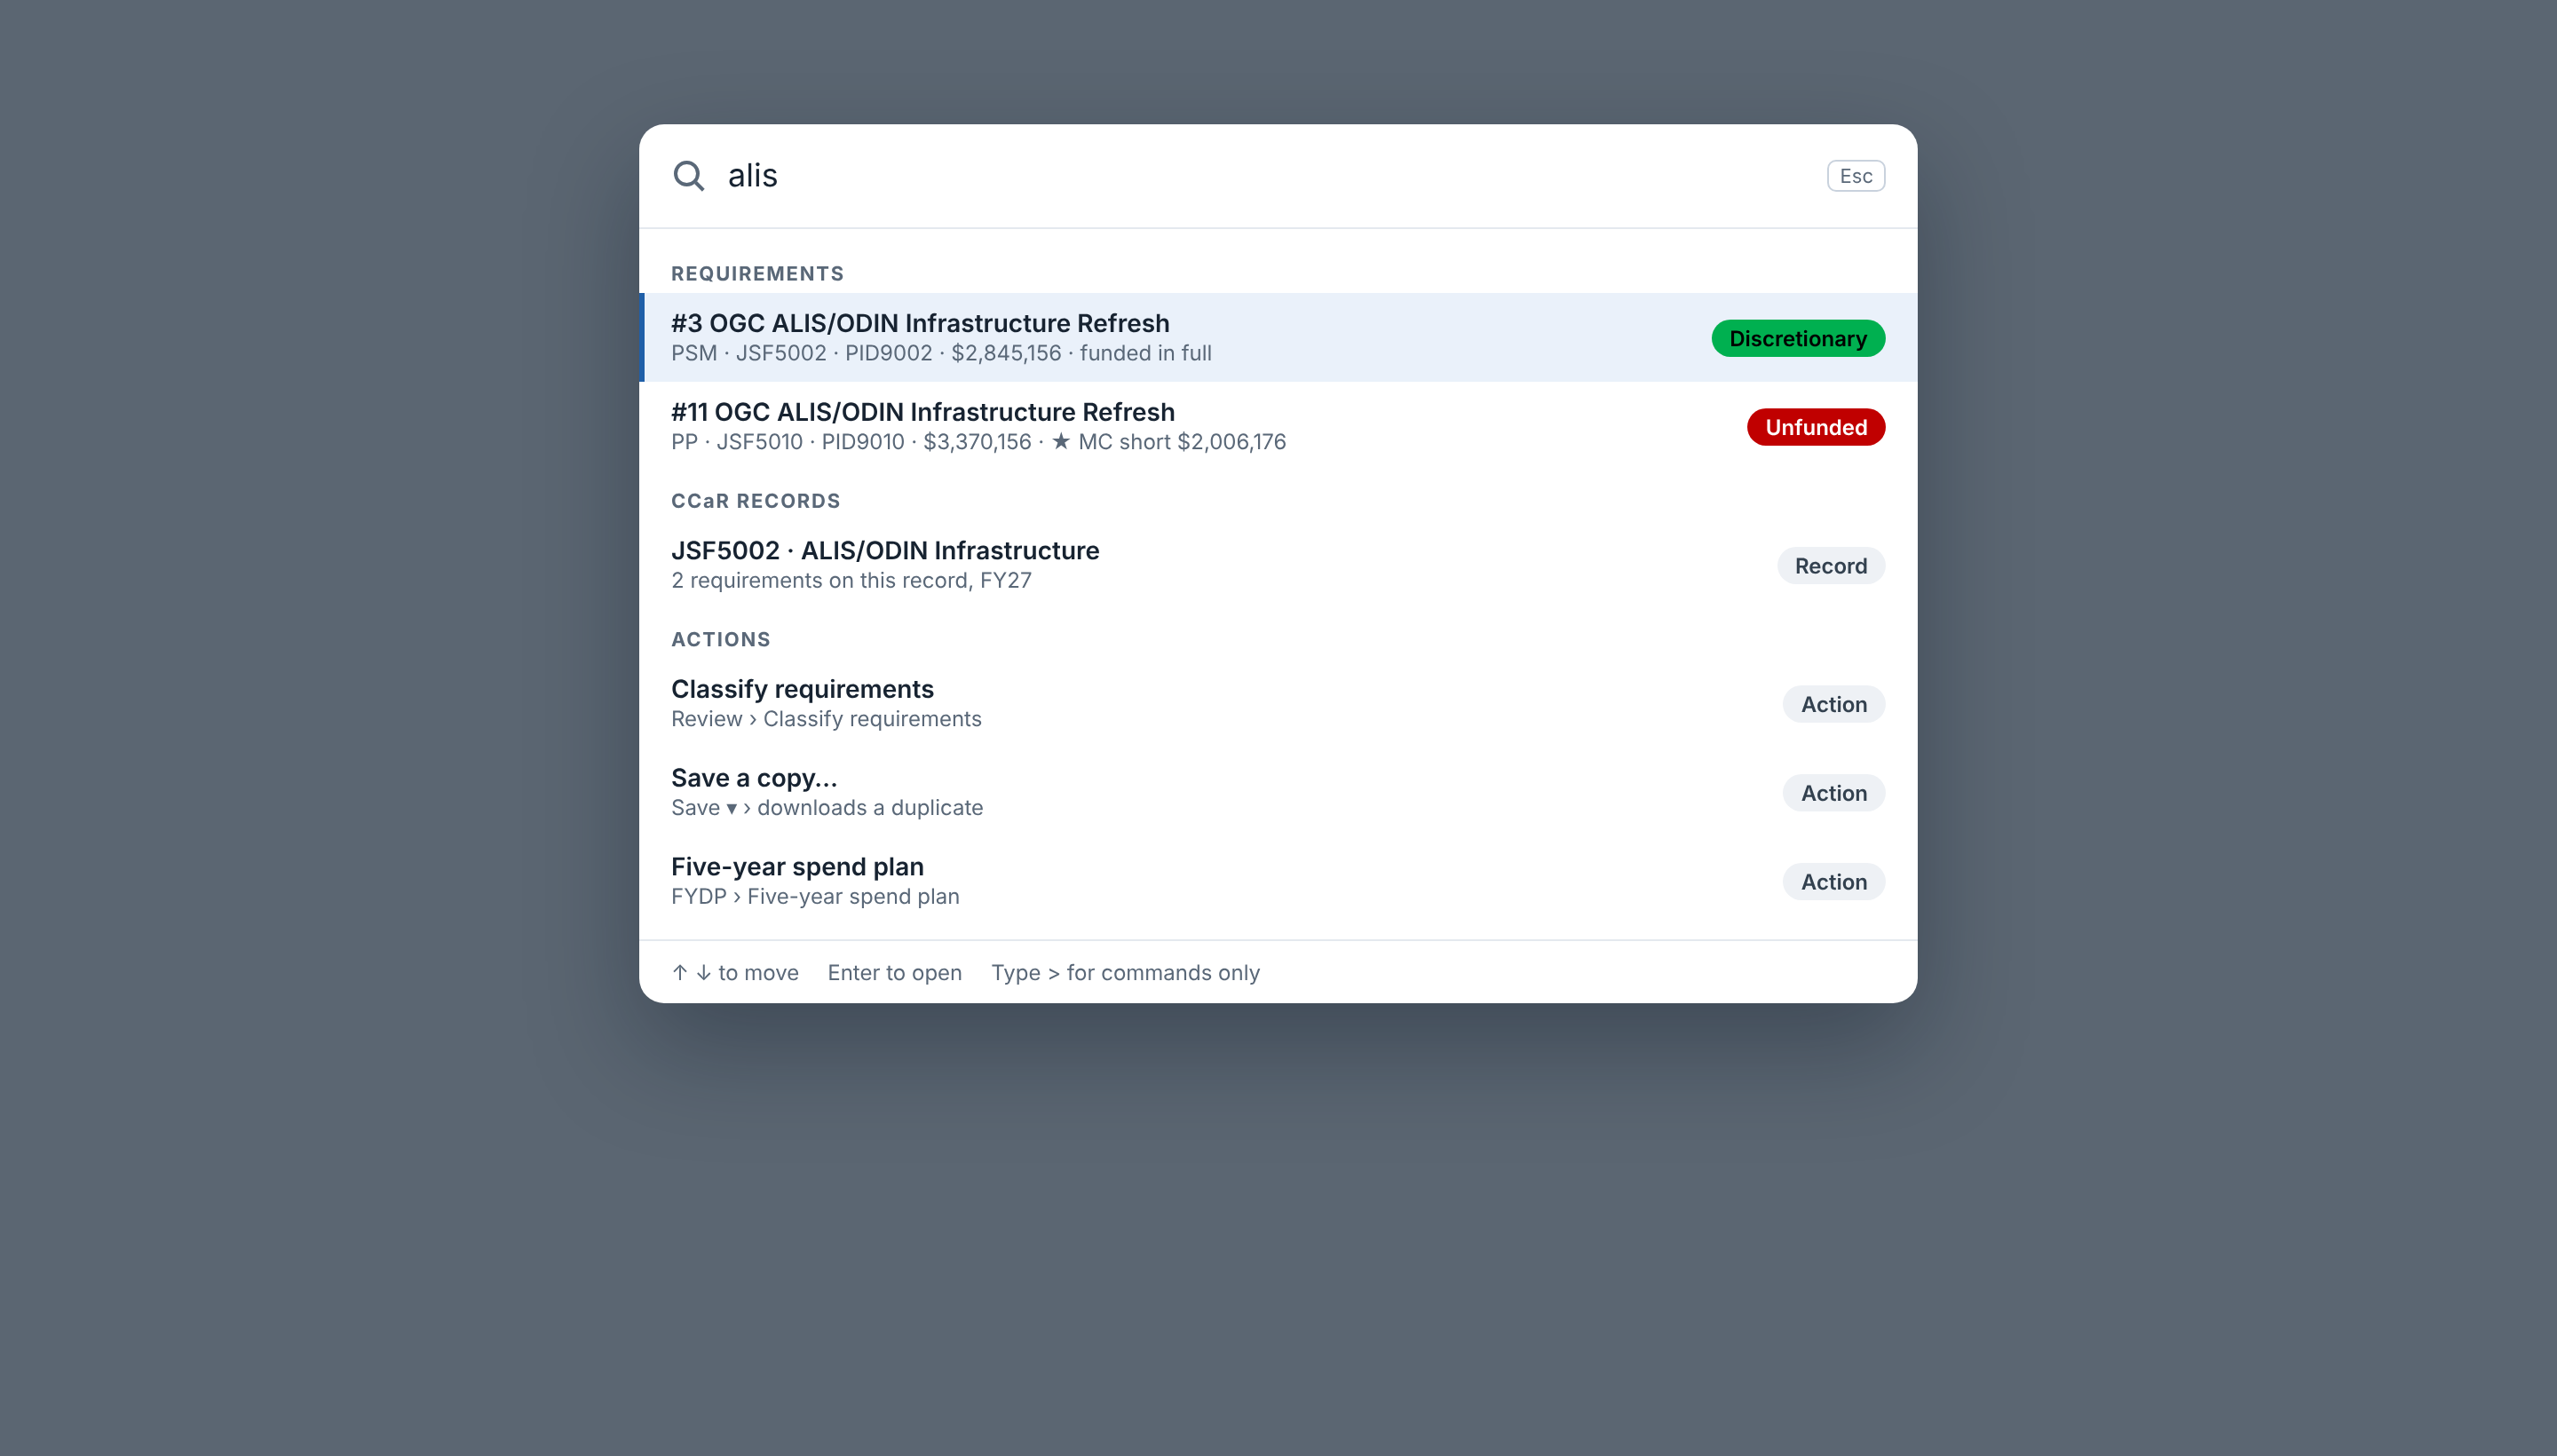 alis
Esc
REQUIREMENTS
#3 OGC ALIS/ODIN Infrastructure Refresh
PSM · JSF5002 · PID9002 · $2,845,156 · funded in full
Discretionary
#11 OGC ALIS/ODIN Infrastructure Refresh
PP · JSF5010 · PID9010 · $3,370,156 · ★ MC short $2,006,176
Unfunded
CCaR RECORDS
JSF5002 · ALIS/ODIN Infrastructure
2 requirements on this record, FY27
Record
ACTIONS
Classify requirements
Review › Classify requirements
Action
Save a copy...
Save ▾ › downloads a duplicate
Action
Five-year spend plan
FYDP › Five-year spend plan
Action
↑ ↓ to move Enter to open Type > for commands only